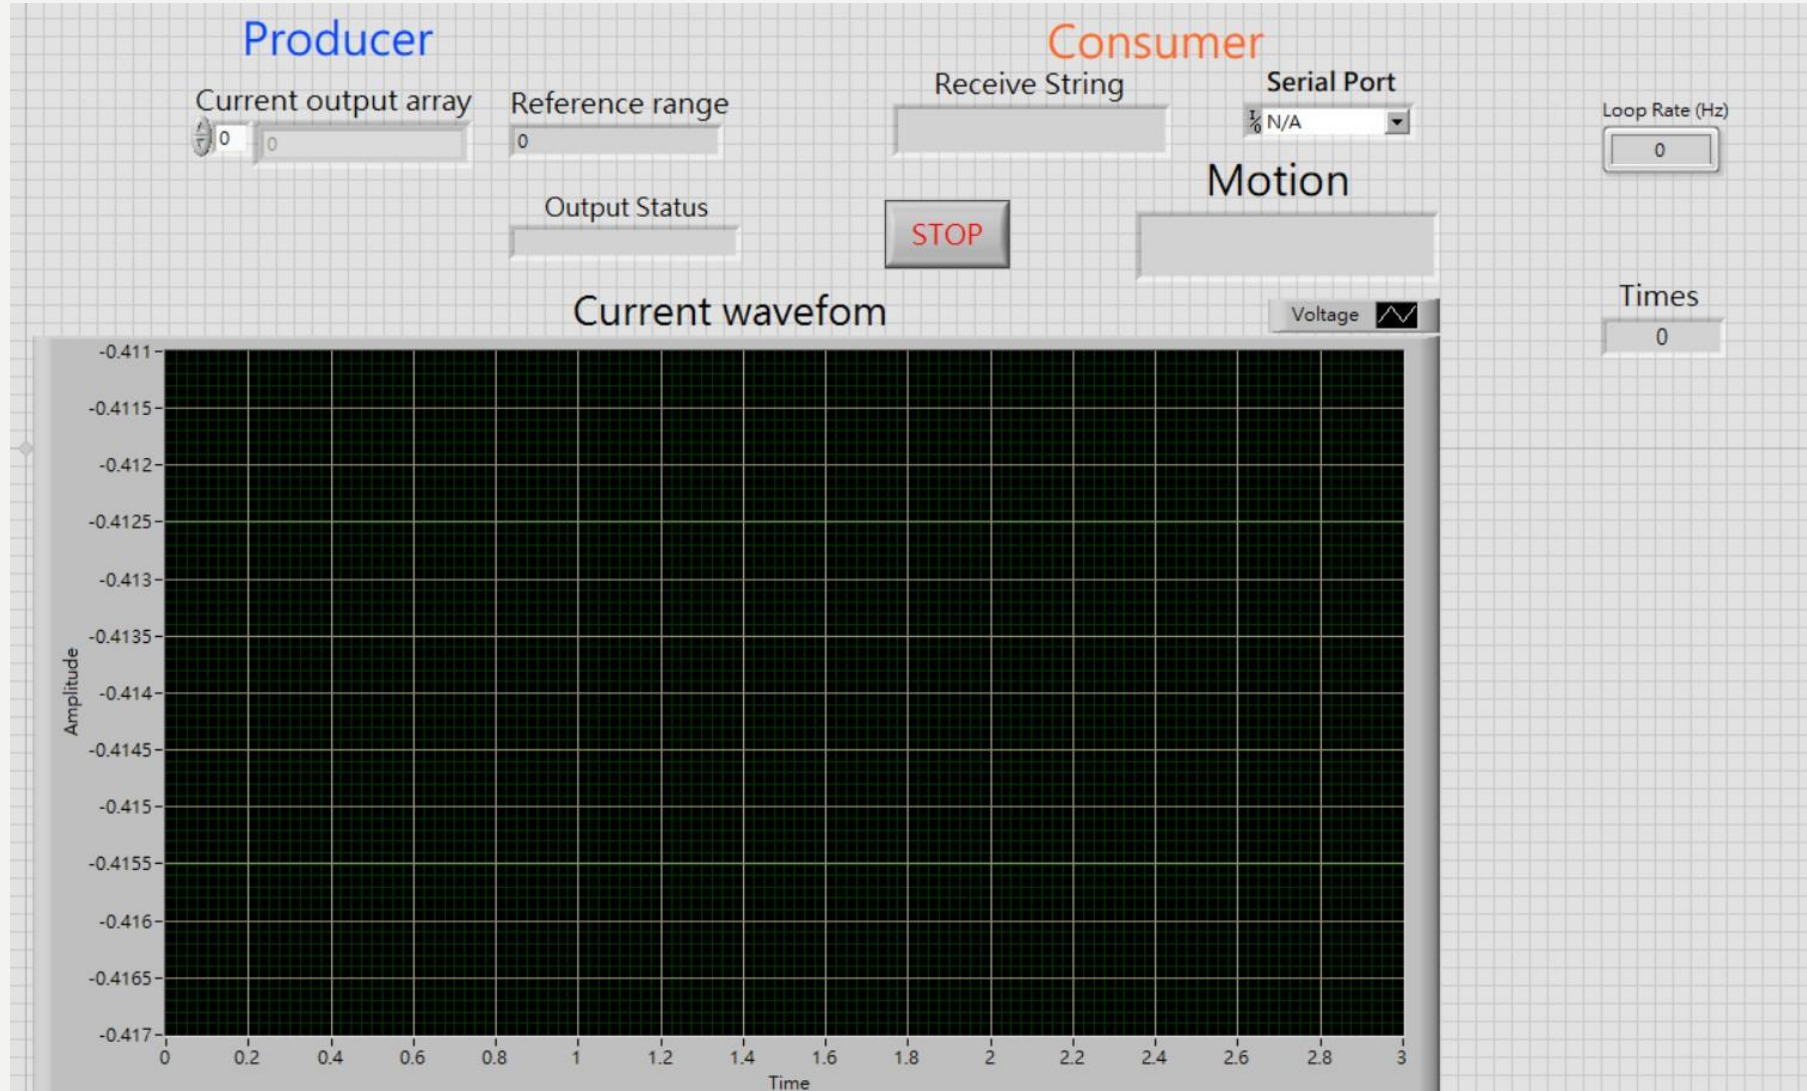 Producer
Consumer
Current output array
0
0
Reference range
0
Receive String
Serial Port
I/O N/A
Loop Rate (Hz)
0
Output Status
STOP
Motion
Times
0
Current wavefom
Voltage
Amplitude
-0.411
-0.4115
-0.412
-0.4125
-0.413
-0.4135
-0.414
-0.4145
-0.415
-0.4155
-0.416
-0.4165
-0.417
0 0.2 0.4 0.6 0.8 1 1.2 1.4 1.6 1.8 2 2.2 2.4 2.6 2.8 3
Time